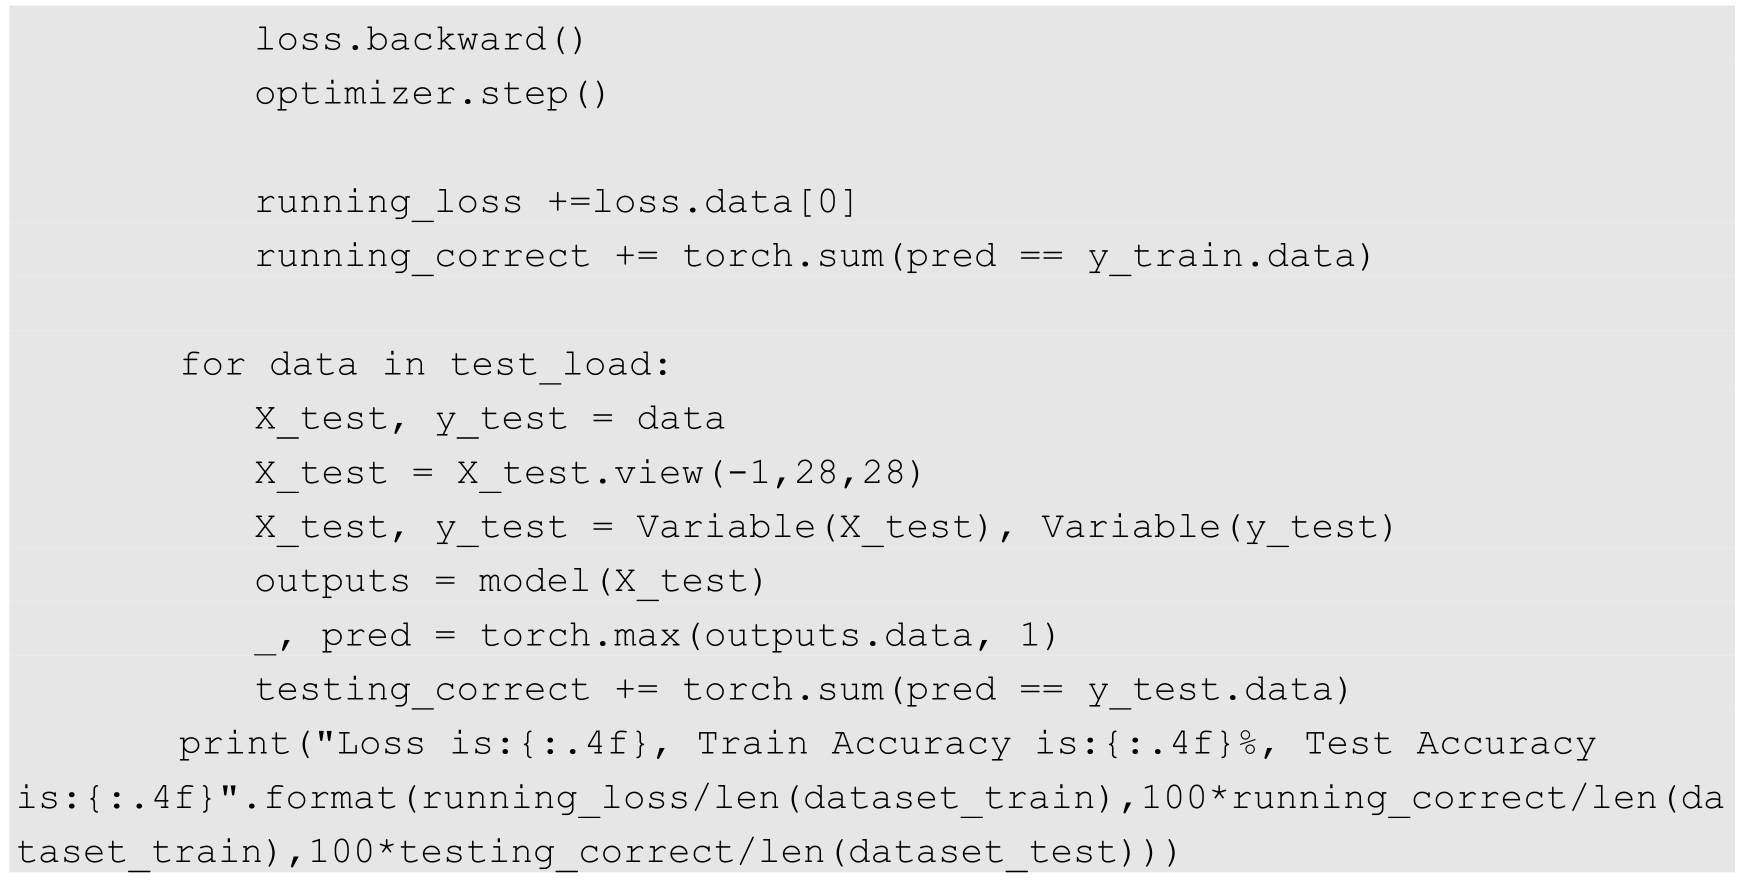 loss.backward()
optimizer.step()
running_loss +=loss.data[0]
running_correct += torch.sum(pred == y_train.data)
for data in test_load:
X_test, y_test = data
X_test = X_test.view(-1,28,28)
X_test, y_test = Variable(X_test), Variable(y_test)
outputs = model(X_test)
_, pred = torch.max(outputs.data, 1)
testing_correct += torch.sum(pred == y_test.data)
print("Loss is:{:.4f}, Train Accuracy is:{:.4f}%, Test Accuracy
is:{:.4f}".format(running_loss/len(dataset_train),100*running_correct/len(da
taset_train),100*testing_correct/len(dataset_test)))